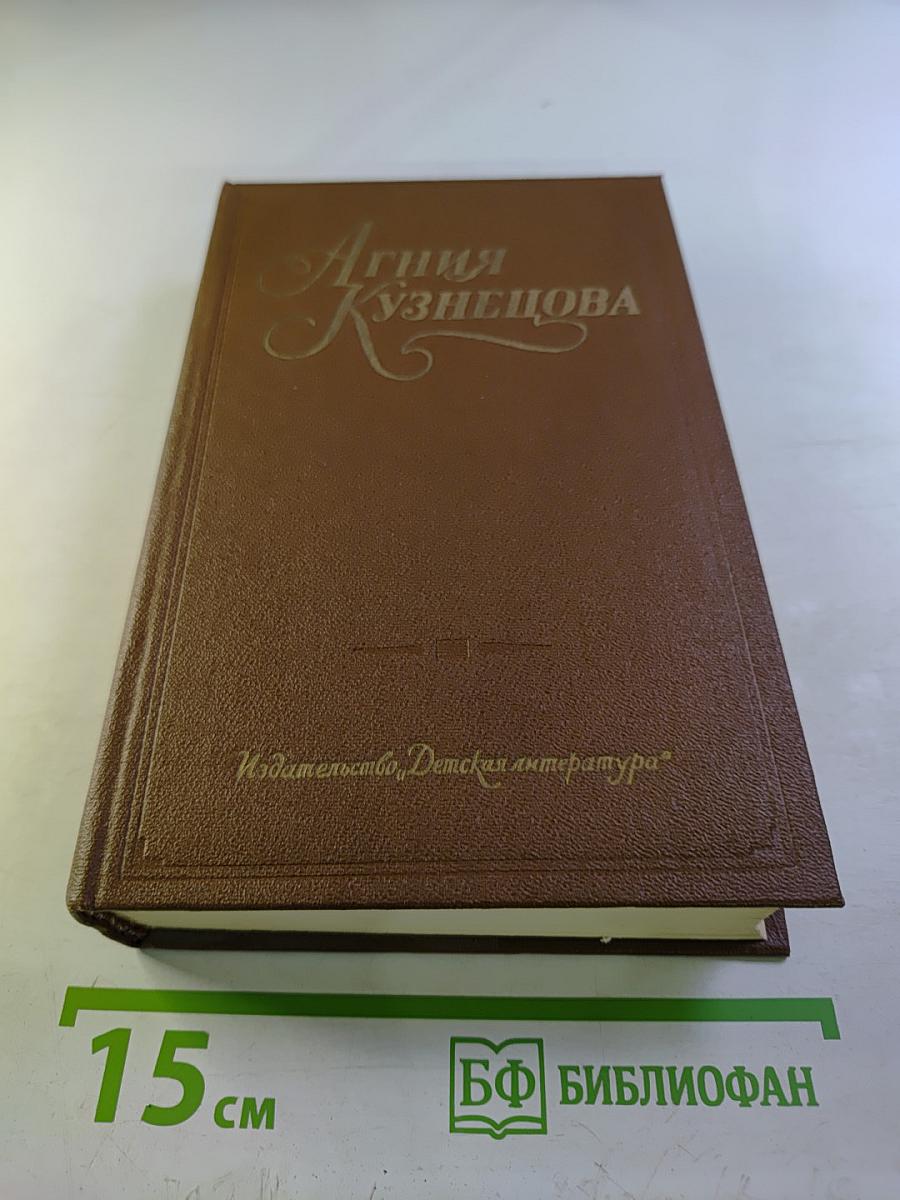 Агния
Кузнецова
Издательство „Детская литература"
15 см
БФ БИБЛИОФАН